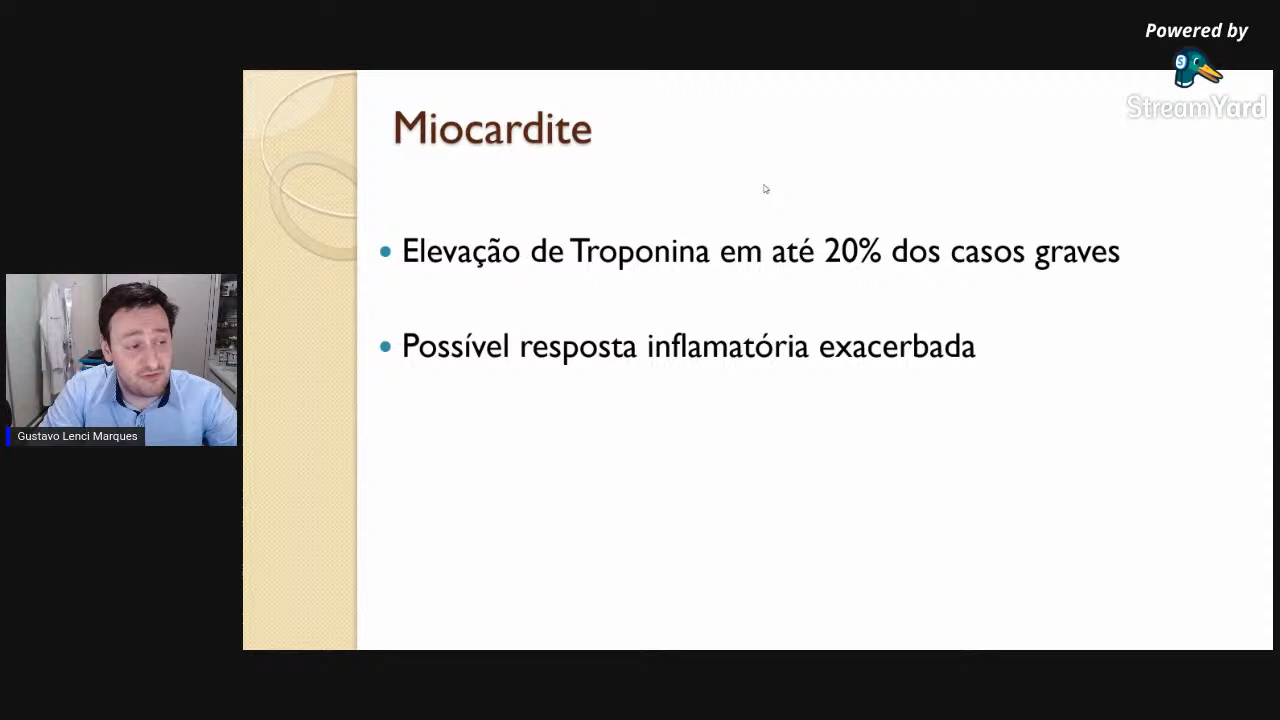 Powered by
StreamYard
Miocardite
Elevação de Troponina em até 20% dos casos graves
Possível resposta inflamatória exacerbada
Gustavo Lenci Marques